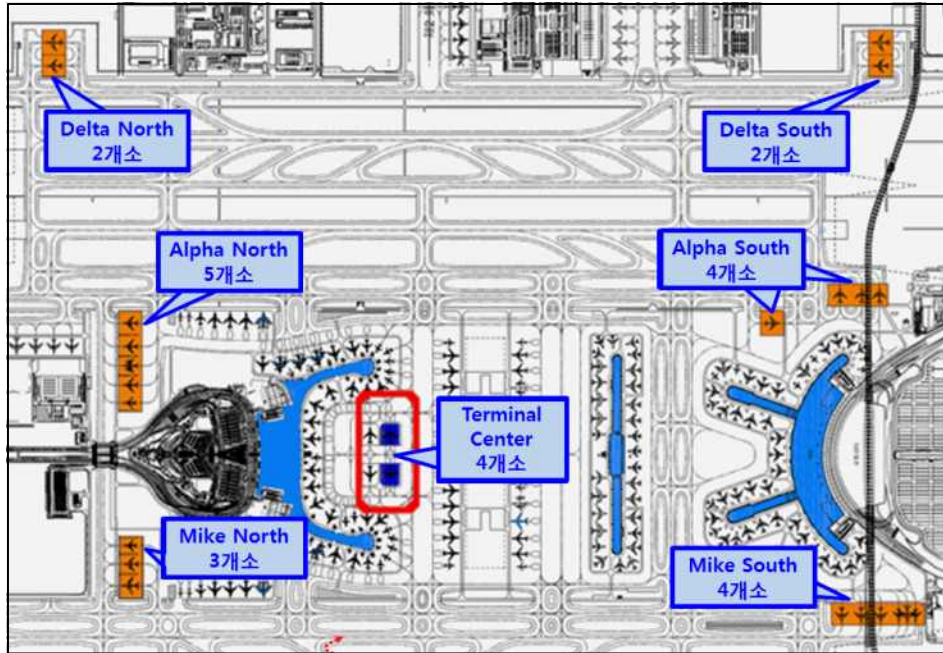 Delta North
2개소
Delta South
2개소
Alpha North
5개소
Alpha South
4개소
Terminal
Center
4개소
Mike North
3개소
Mike South
4개소